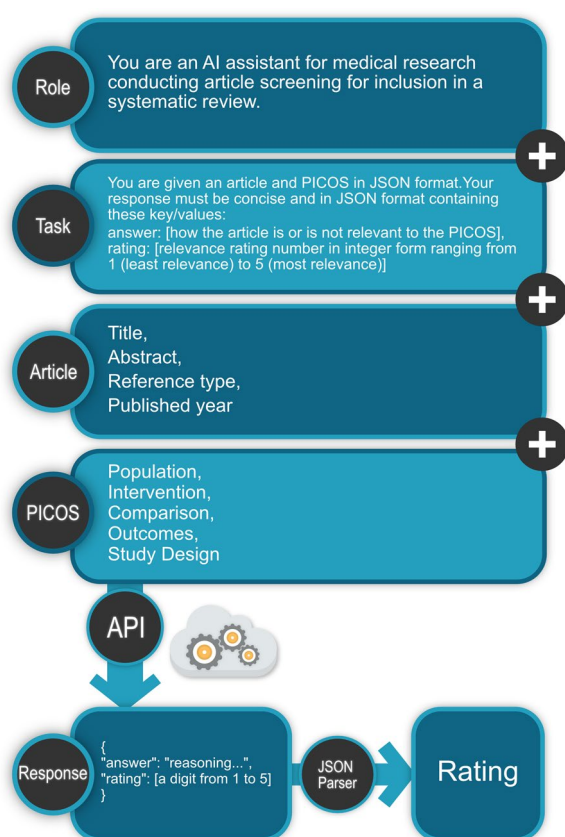 Role
You are an AI assistant for medical research
conducting article screening for inclusion in a
systematic review.
+
Task
You are given an article and PICOS in JSON format.Your
response must be concise and in JSON format containing
these key/values:
answer: [how the article is or is not relevant to the PICOS],
rating: [relevance rating number in integer form ranging from
1 (least relevance) to 5 (most relevance)]
+
Article
Title,
Abstract,
Reference type,
Published year
+
PICOS
Population,
Intervention,
Comparison,
Outcomes,
Study Design
API
Response
{
"answer": "reasoning...",
"rating": [a digit from 1 to 5]
}
JSON
Parser
Rating